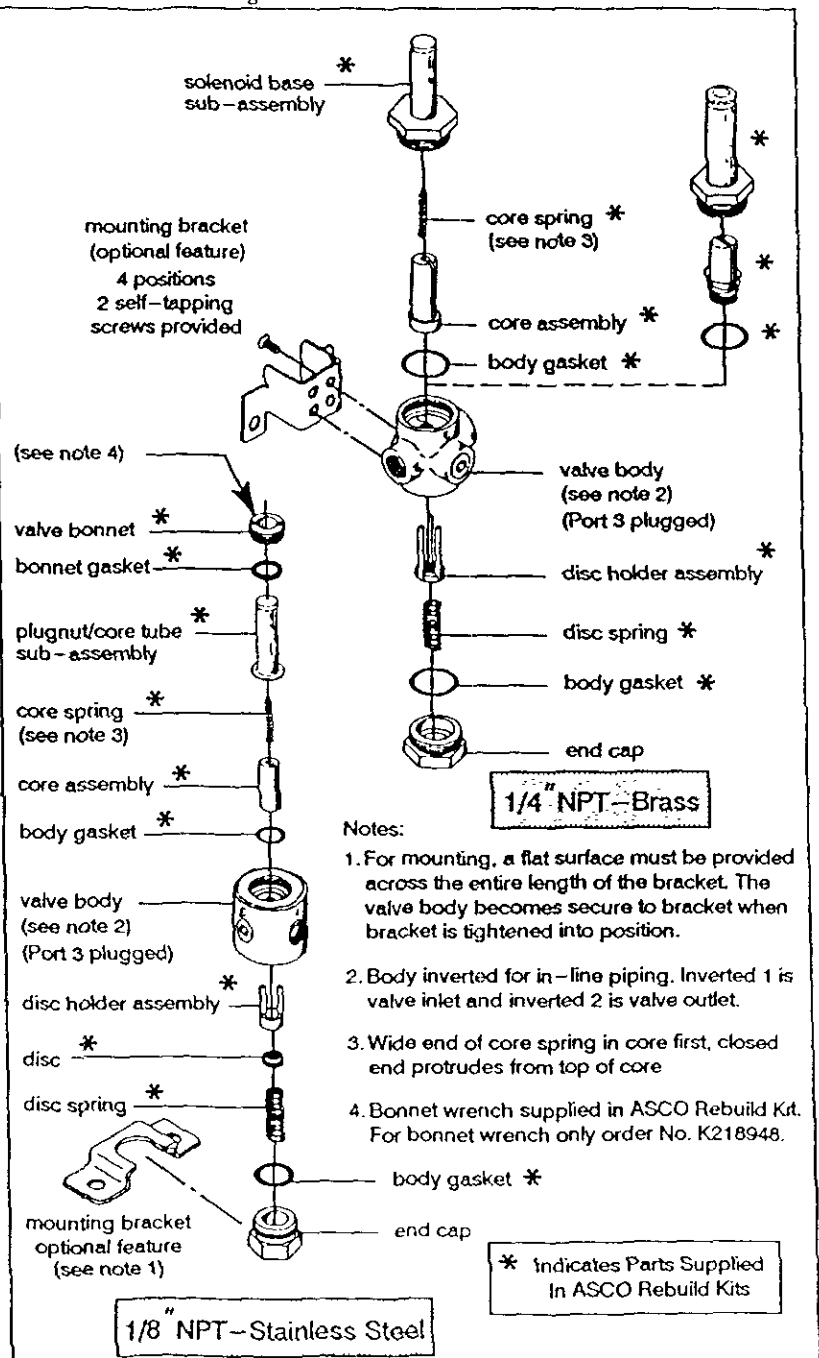 solenoid base *
sub-assembly
*
core spring *
(see note 3)
*
core assembly *
*
body gasket *
mounting bracket
(optional feature)
4 positions
2 self-tapping
screws provided
valve body
(see note 2)
(Port 3 plugged)
disc holder assembly *
disc spring *
body gasket *
end cap
1/4" NPT-Brass
(see note 4)
valve bonnet *
bonnet gasket *
plugnut/core tube *
sub-assembly
core spring *
(see note 3)
core assembly *
body gasket *
valve body
(see note 2)
(Port 3 plugged)
disc holder assembly *
disc *
disc spring *
body gasket *
end cap
mounting bracket
optional feature
(see note 1)
1/8" NPT-Stainless Steel
Notes:
1. For mounting, a flat surface must be provided
across the entire length of the bracket. The
valve body becomes secure to bracket when
bracket is tightened into position.
2. Body inverted for in-line piping. Inverted 1 is
valve inlet and inverted 2 is valve outlet.
3. Wide end of core spring in core first, closed
end protrudes from top of core
4. Bonnet wrench supplied in ASCO Rebuild Kit.
For bonnet wrench only order No. K218948.
* Indicates Parts Supplied
In ASCO Rebuild Kits